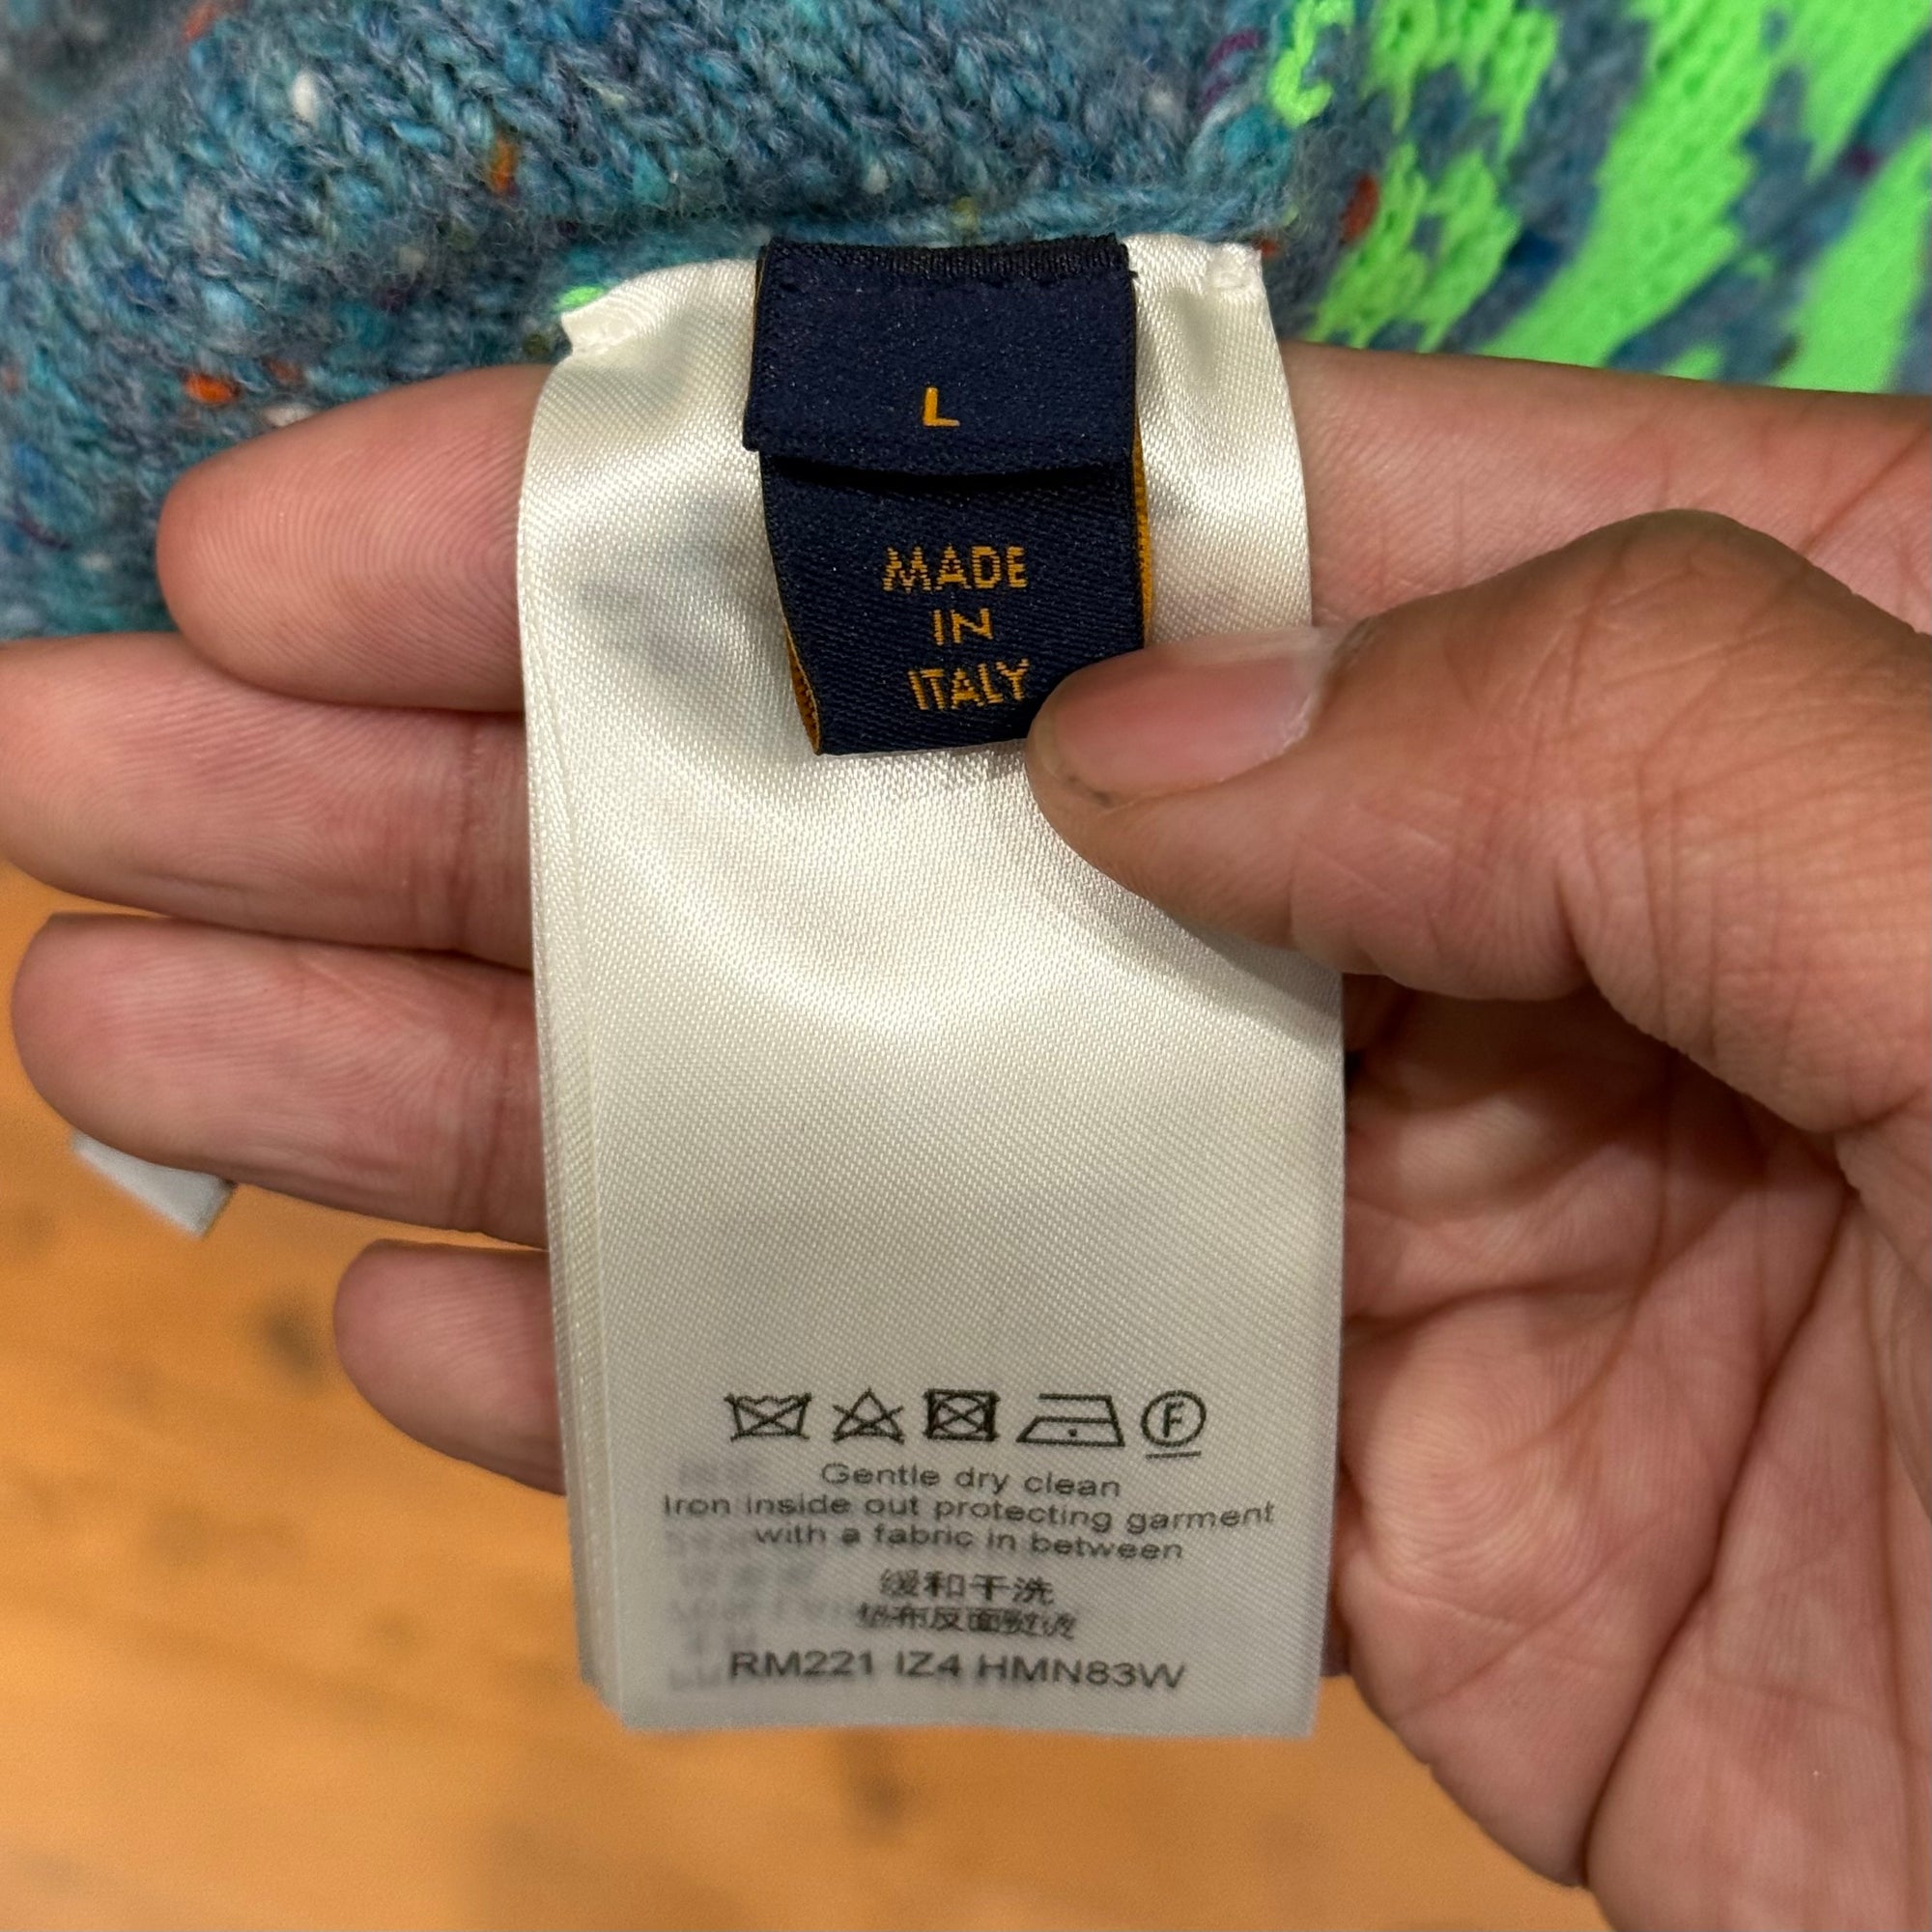 L
MADE
IN
ITALY
F
Gentle dry clean
Iron inside out protecting garment
with a fabric in between
缓和干洗
垫布反面熨烫
RM221 IZ4 HMN83W